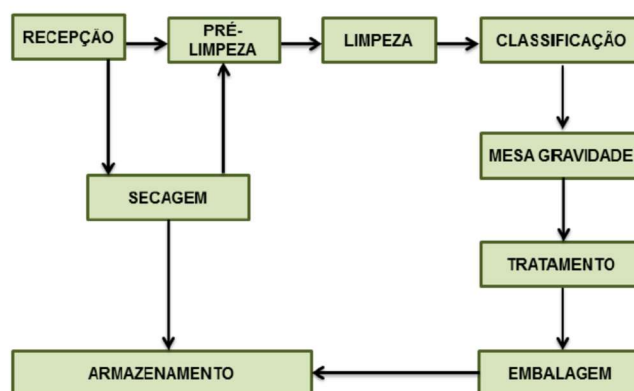 RECEPÇÃO
PRÉ-
LIMPEZA
LIMPEZA
CLASSIFICAÇÃO
MESA GRAVIDADE
SECAGEM
TRATAMENTO
ARMAZENAMENTO
EMBALAGEM